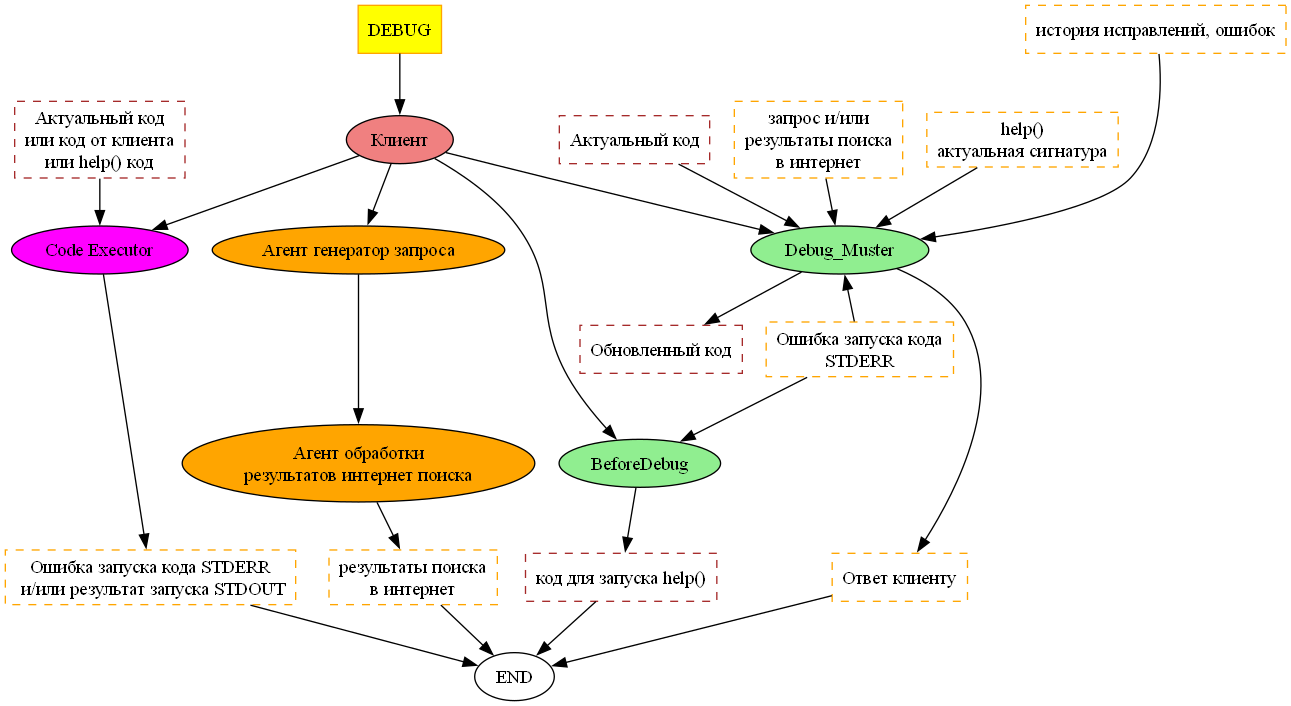 DEBUG
история исправлений, ошибок
Актуальный код
или код от клиента
или help() код
Клиент
Актуальный код
запрос и/или
результаты поиска
в интернет
help()
актуальная сигнатура
Code Executor
Агент генератор запроса
Debug_Muster
Обновленный код
Ошибка запуска кода
STDERR
Агент обработки
результатов интернет поиска
BeforeDebug
Ошибка запуска кода STDERR
и/или результат запуска STDOUT
результаты поиска
в интернет
код для запуска help()
Ответ клиенту
END